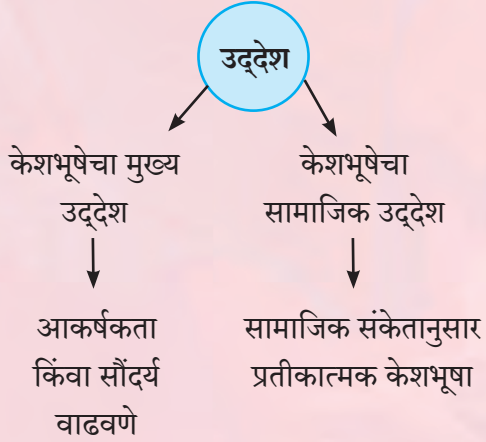 उद्देश
केशभूषेचा मुख्य
उद्देश
आकर्षकता
किंवा सौंदर्य
वाढवणे
केशभूषेचा
सामाजिक उद्देश
सामाजिक संकेतानुसार
प्रतीकात्मक केशभूषा